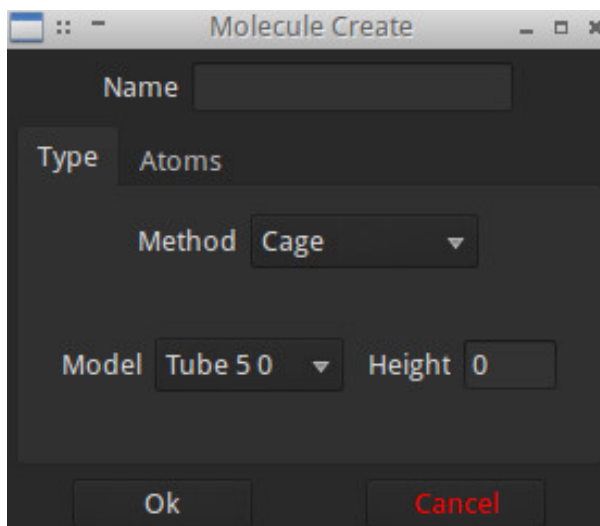 Molecule Create
Name
Type Atoms
Method Cage
Model Tube 5 0 Height 0
Ok Cancel